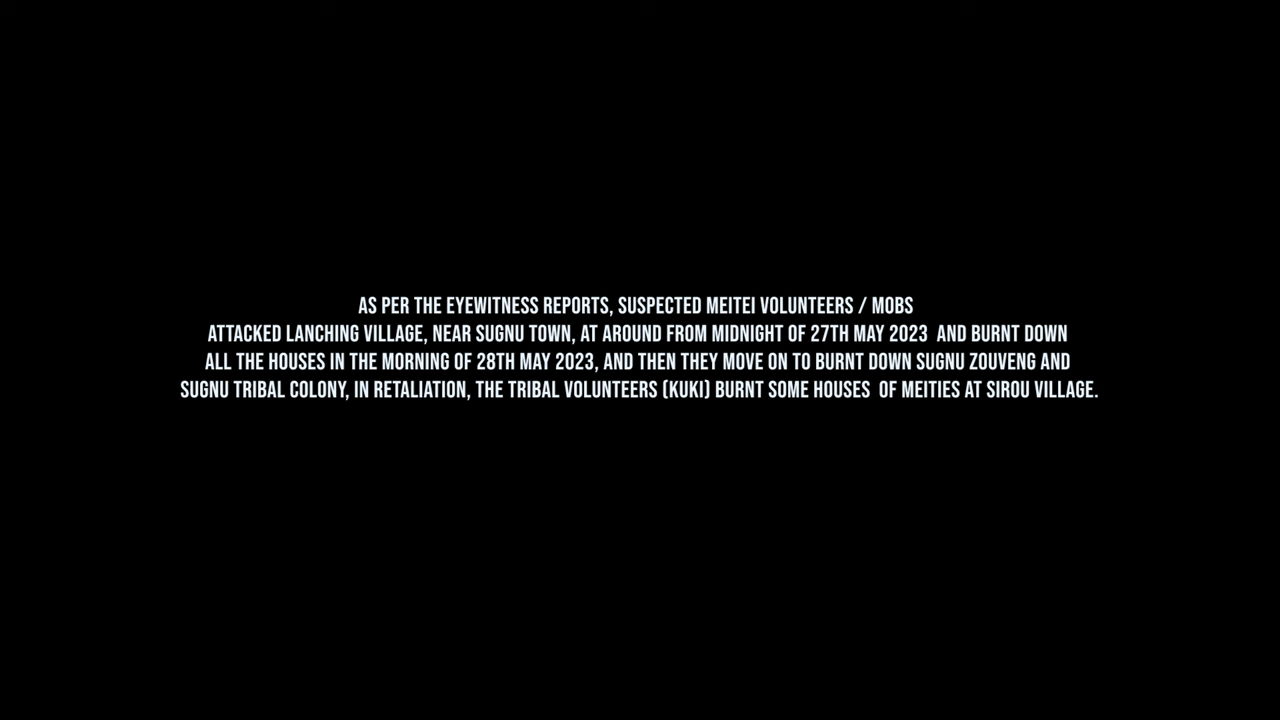 AS PER THE EYEWITNESS REPORTS, SUSPECTED MEITEI VOLUNTEERS / MOBS
ATTACKED LANCHING VILLAGE, NEAR SUGNU TOWN, AT AROUND FROM MIDNIGHT OF 27TH MAY 2023  AND BURNT DOWN
ALL THE HOUSES IN THE MORNING OF 28TH MAY 2023, AND THEN THEY MOVE ON TO BURNT DOWN SUGNU ZOUVENG AND
SUGNU TRIBAL COLONY, IN RETALIATION, THE TRIBAL VOLUNTEERS (KUKI) BURNT SOME HOUSES  OF MEITIES AT SIROU VILLAGE.